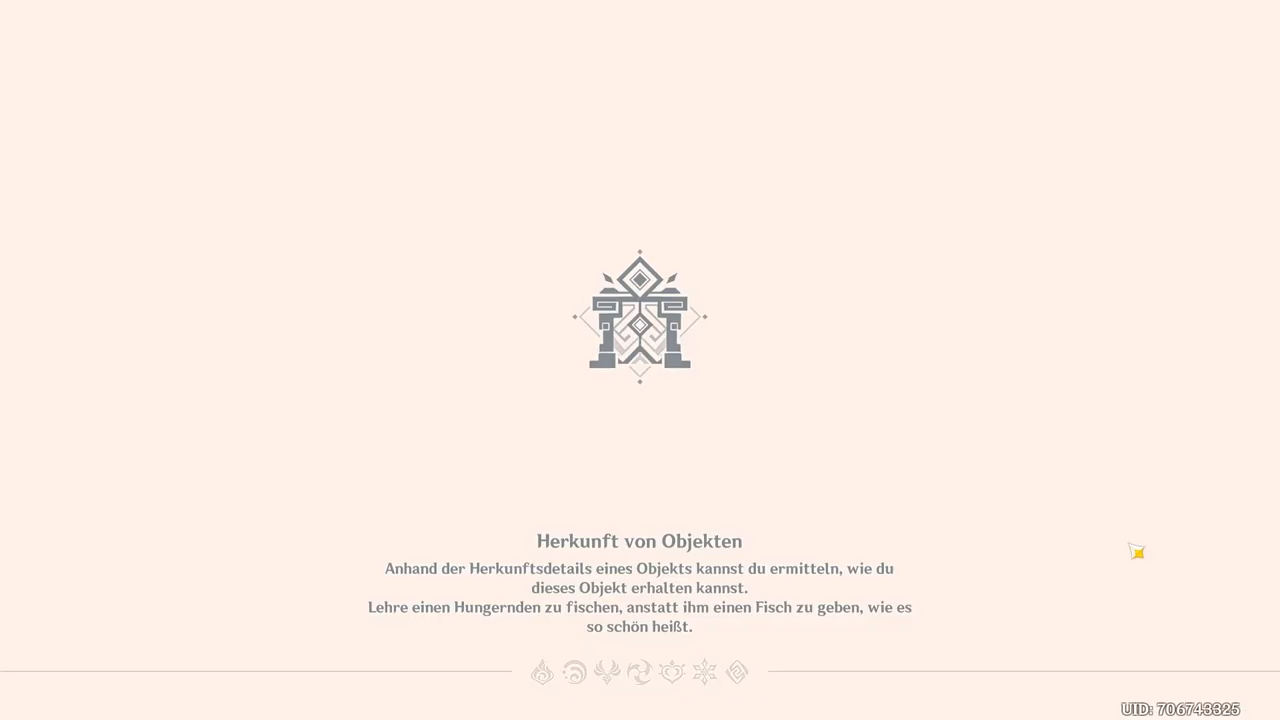 Herkunft von Objekten
Anhand der Herkunftsdetails eines Objekts kannst du ermitteln, wie du
dieses Objekt erhalten kannst.
Lehre einen Hungernden zu fischen, anstatt ihm einen Fisch zu geben, wie es
so schön heißt.
UID: 706743325